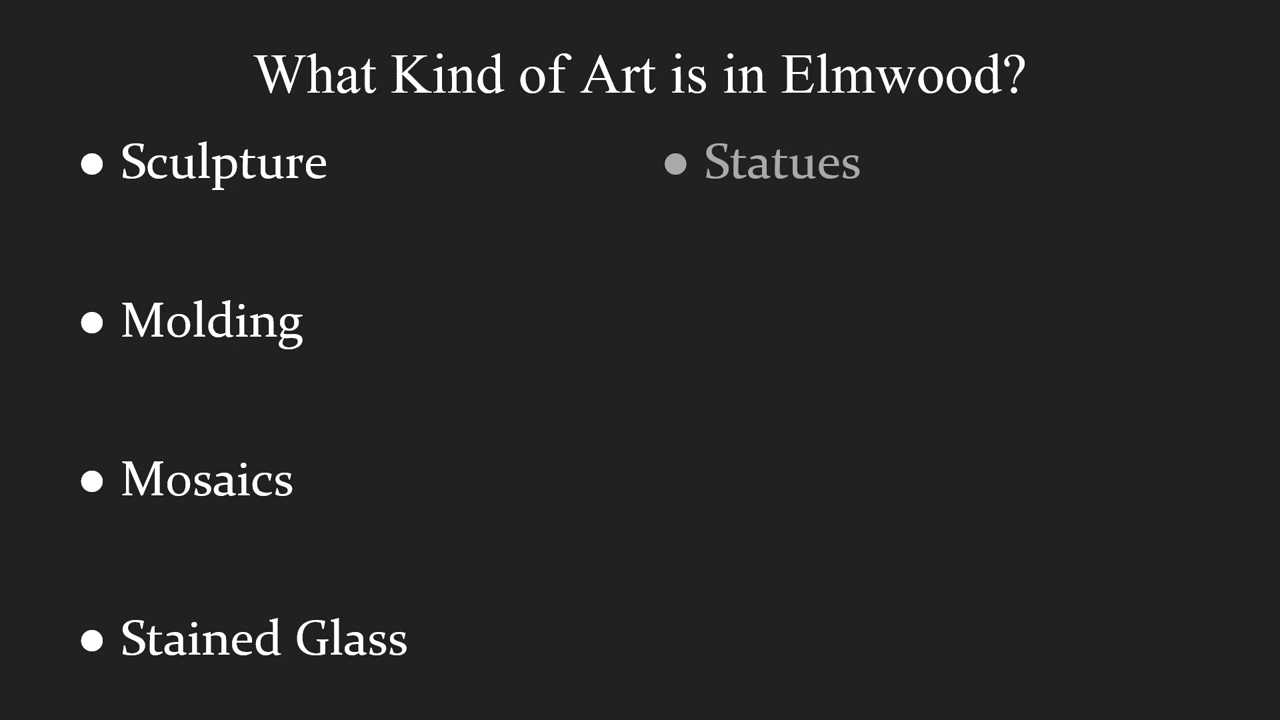 What Kind of Art is in Elmwood?
● Sculpture
● Molding
● Mosaics
● Stained Glass
● Statues